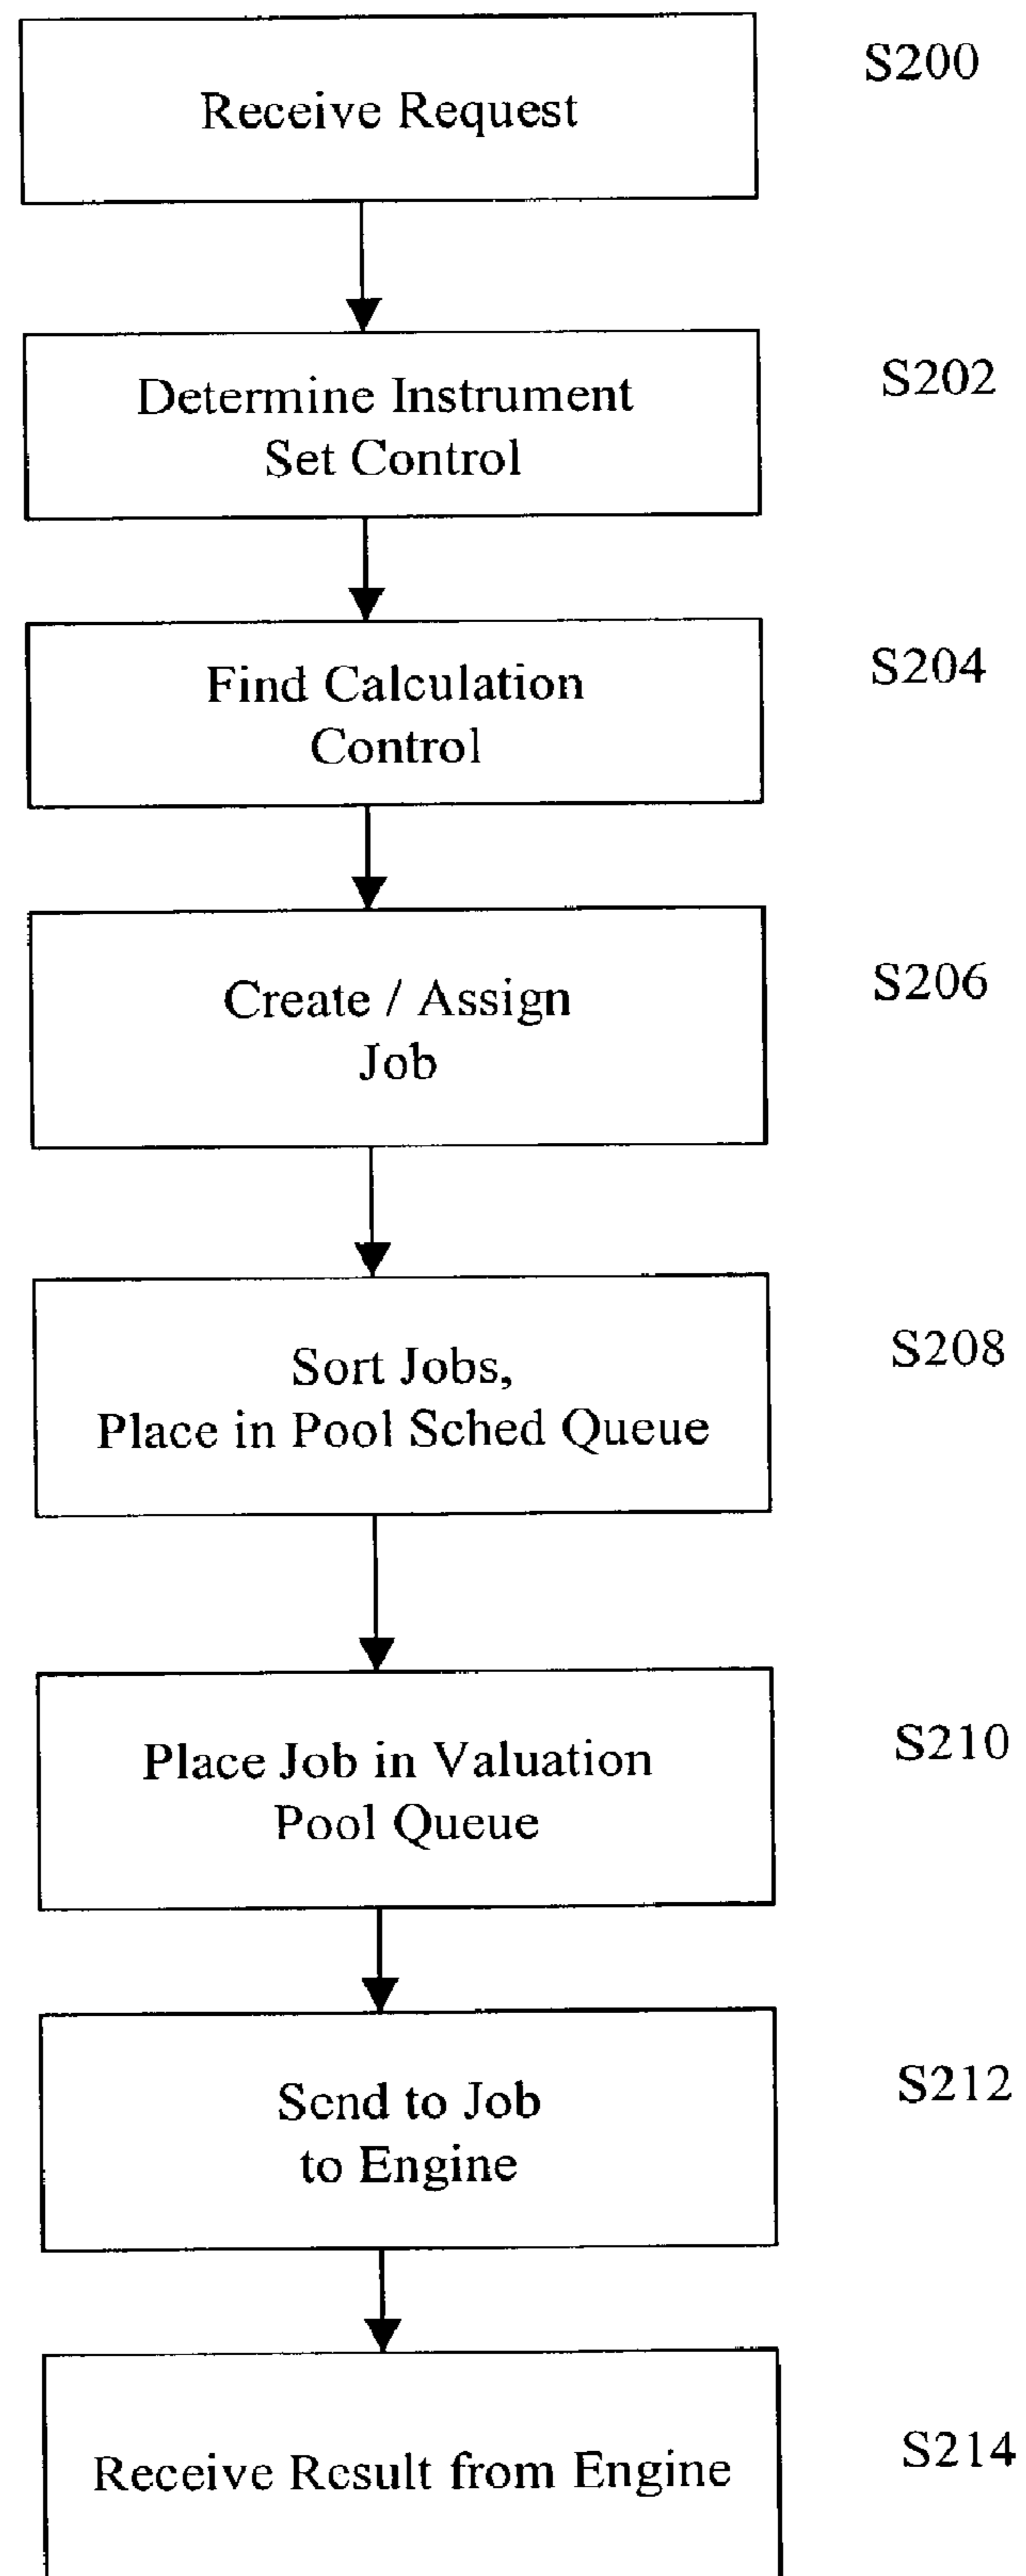 Receive Request
S200
Determine Instrument
Set Control
S202
Find Calculation
Control
S204
Create / Assign
Job
S206
Sort Jobs,
Place in Pool Sched Queue
S208
Place Job in Valuation
Pool Queue
S210
Send to Job
to Engine
S212
Receive Result from Engine
S214